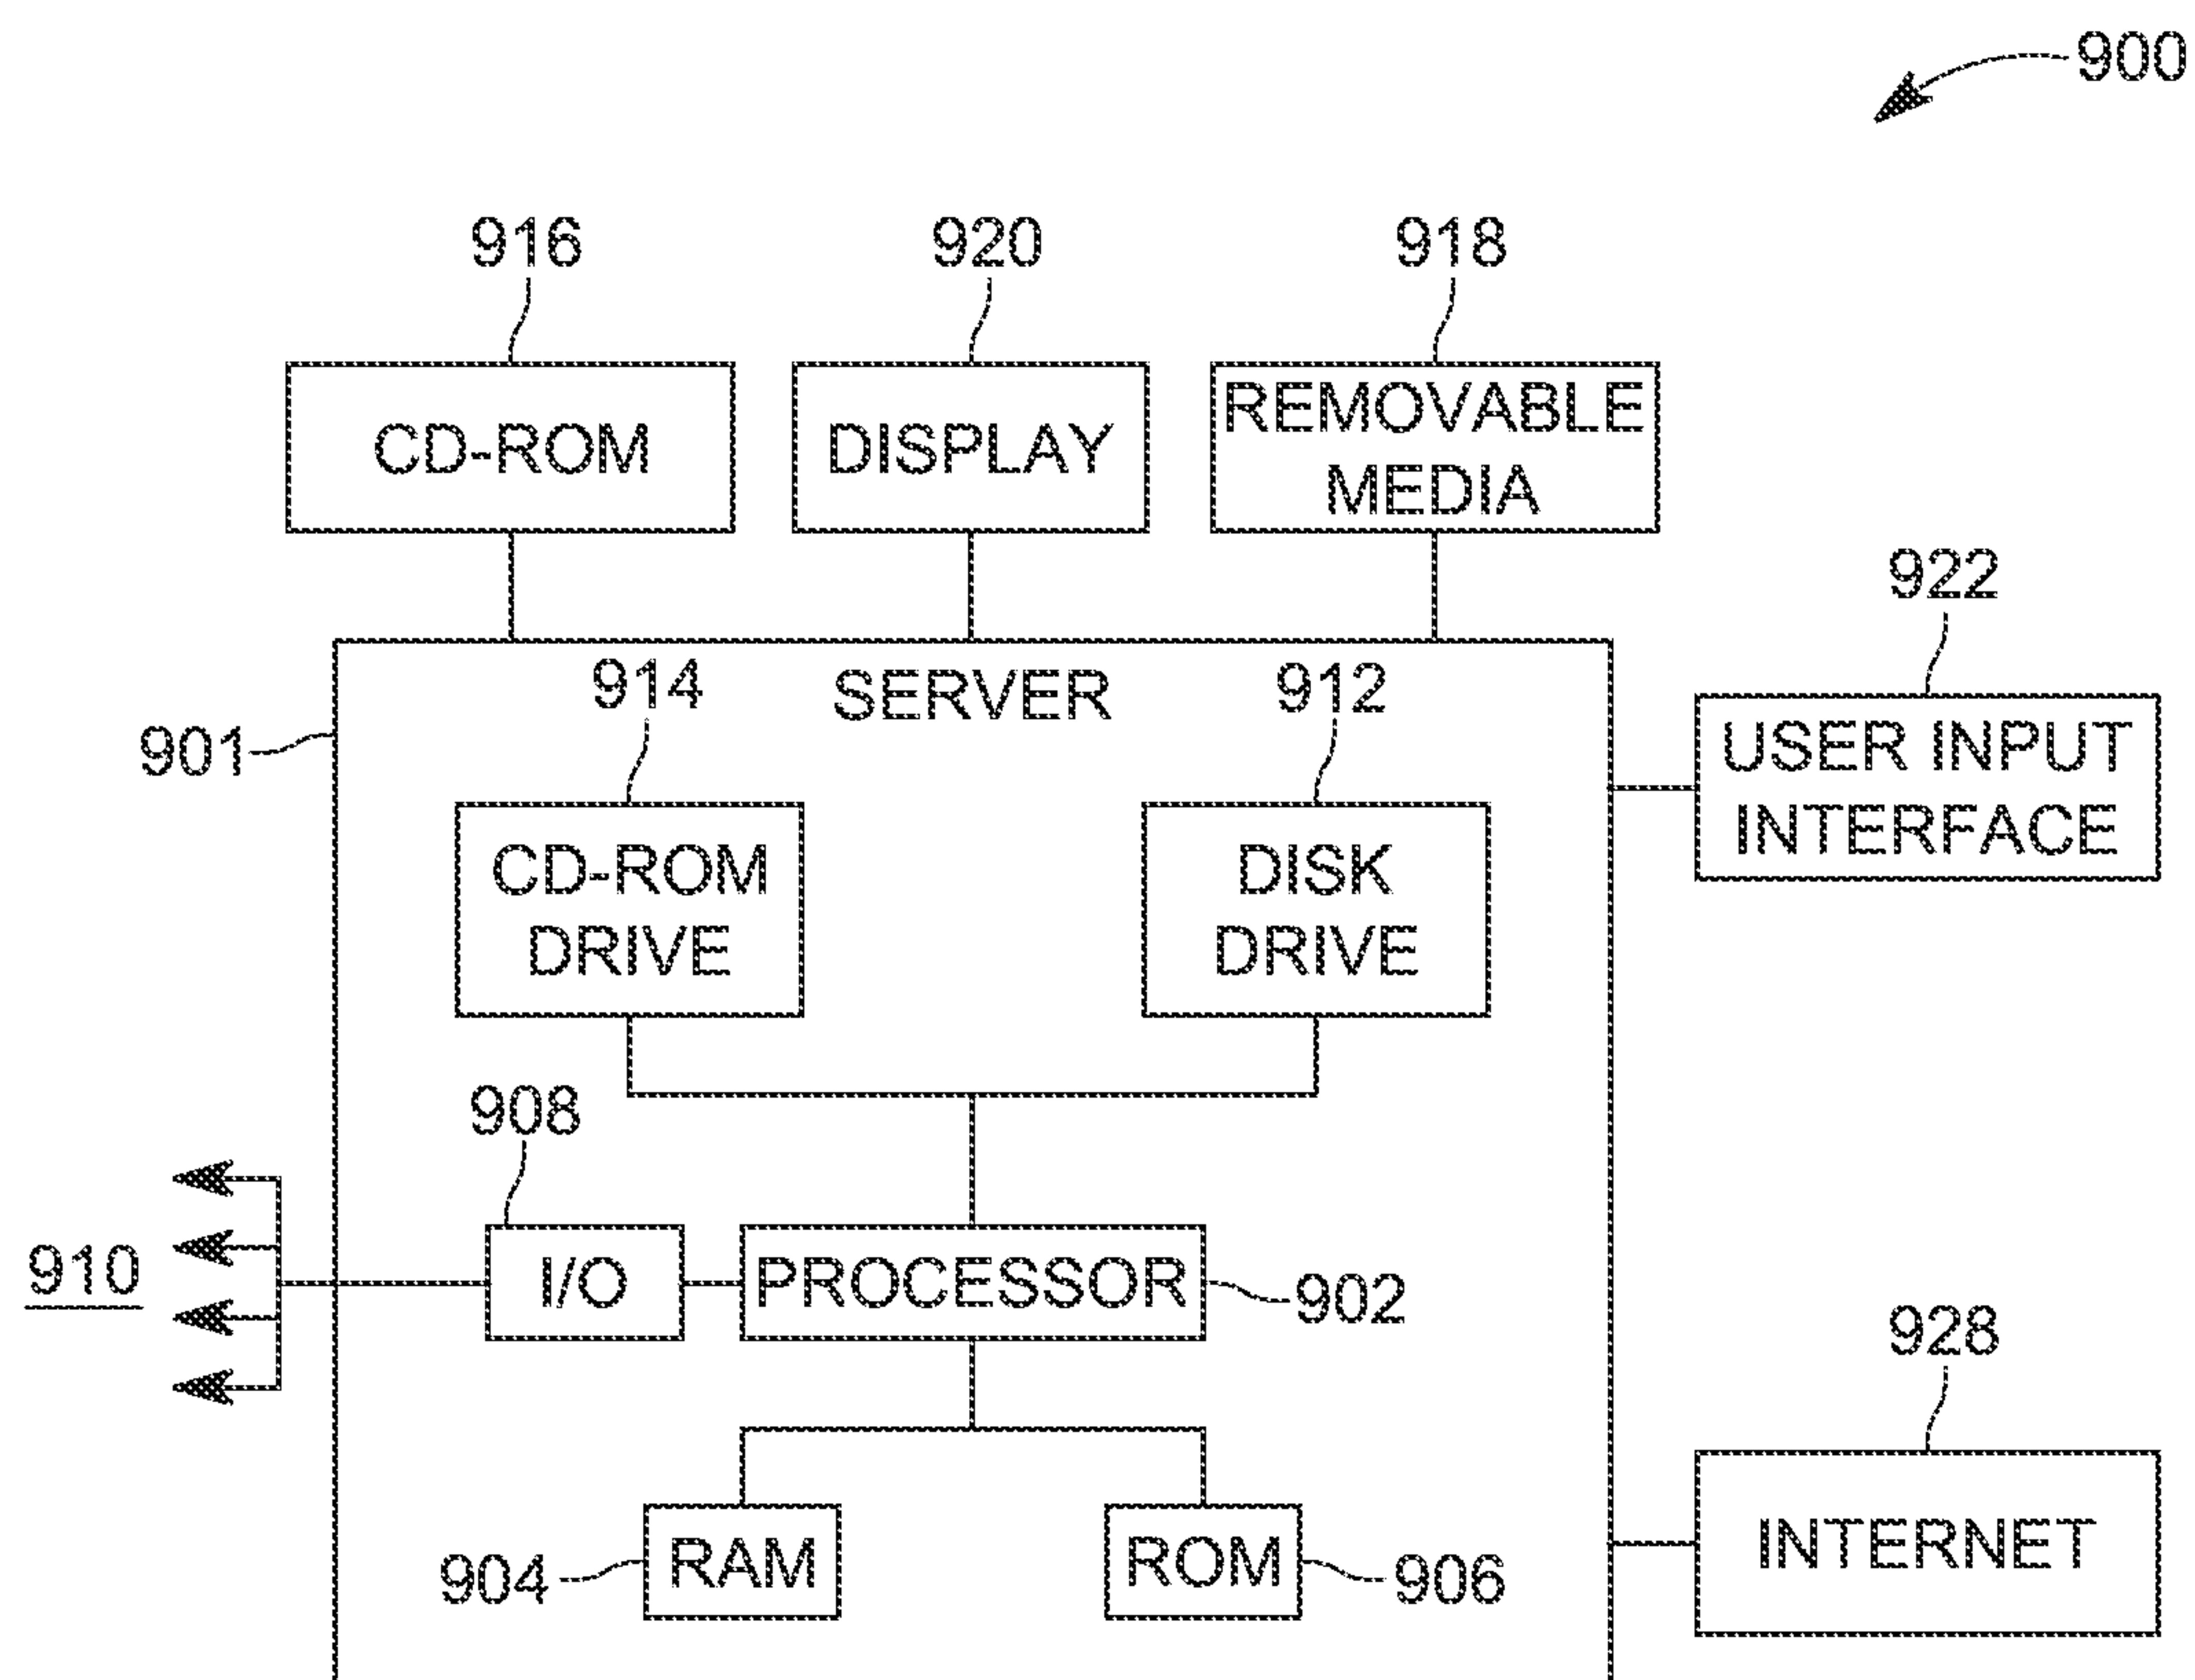 900
916
920
918
CD-ROM
DISPLAY
REMOVABLE
MEDIA
922
914
SERVER
912
901
USER INPUT
INTERFACE
CD-ROM
DRIVE
DISK
DRIVE
908
910
I/O
PROCESSOR
902
928
904
RAM
ROM
906
INTERNET